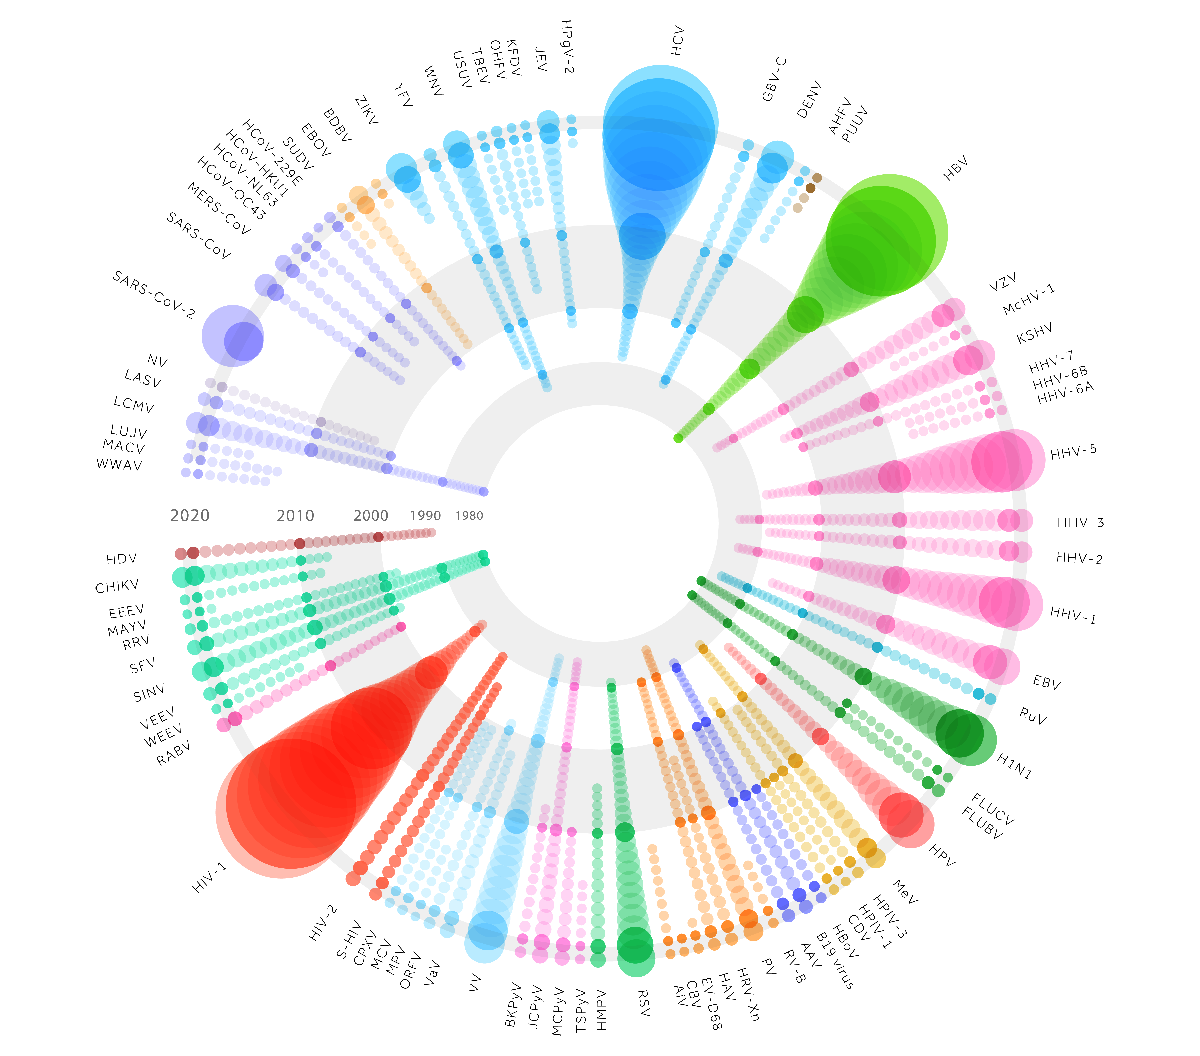 HPgV-2
HCV
GBV-C
DENV
AHFV
PUUV
HBV
VZV
McHV-1
KSHV
HHV-7
HHV-6B
HHV-6A
HHV-5
HHV-3
HHV-2
HHV-1
EBV
RuV
H1N1
FLUCV
FLUBV
HPV
MeV
HPIV-3
HPIV-1
CDV
HBoV
B19 virus
AAV
RV-B
PV
HRV-Xn
HAV
EV-D68
CBV
AiV
RSV
HMPV
TSPyV
MCPyV
JCPyV
BKPyV
VV
VaV
ORFV
MPV
MCV
CPXV
S-HIV
HIV-2
HIV-1
RABV
WEEV
VEEV
SINV
SFV
RRV
MAYV
EEEV
CHIKV
HDV
2020 2010 2000 1990 1980
WWAV
MACV
LUJV
LCMV
LASV
NV
SARS-CoV-2
SARS-CoV
MERS-CoV
HCoV-OC43
HCoV-NL63
HCoV-HKU1
HCoV-229E
SUDV
EBOV
BDBV
ZIKV
YFV
WNV
USUV
TBEV
OHFV
KFDV
JEV